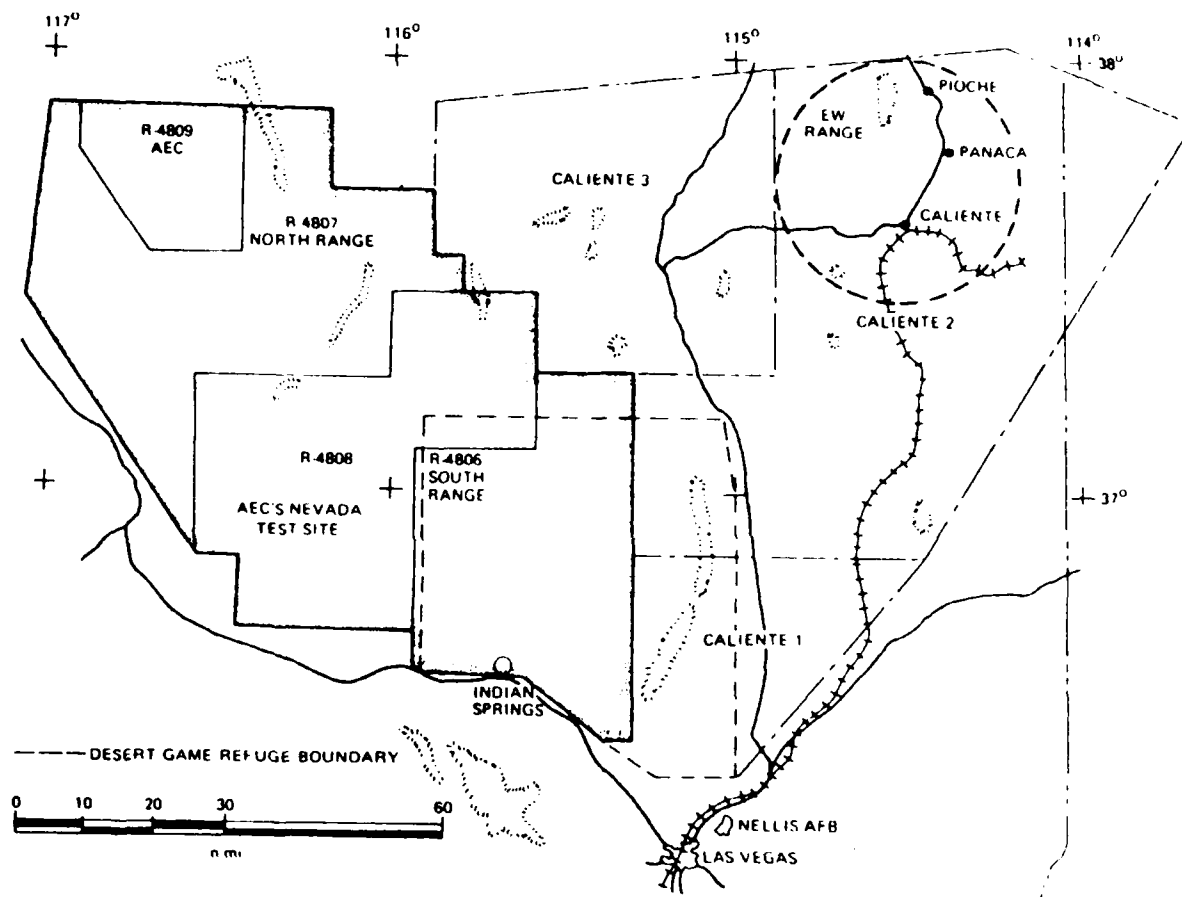 117°
116°
115°
114°
38°
PIOCHE
EW
RANGE
R-4809
AEC
PANACA
CALIENTE 3
R 4807
NORTH RANGE
CALIENTE
CALIENTE 2
R-4808
R-4806
SOUTH
RANGE
37°
AEC'S NEVADA
TEST SITE
CALIENTE 1
INDIAN
SPRINGS
DESERT GAME REFUGE BOUNDARY
0 10 20 30 60
n mi
NELLIS AFB
LAS VEGAS